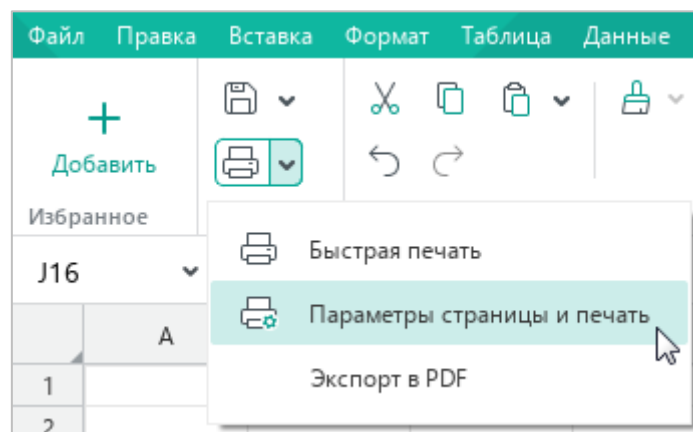 Файл Правка Вставка Формат Таблица Данные
Добавить
Избранное
Быстрая печать
J16
Параметры страницы и печать
A
Экспорт в PDF
1
2